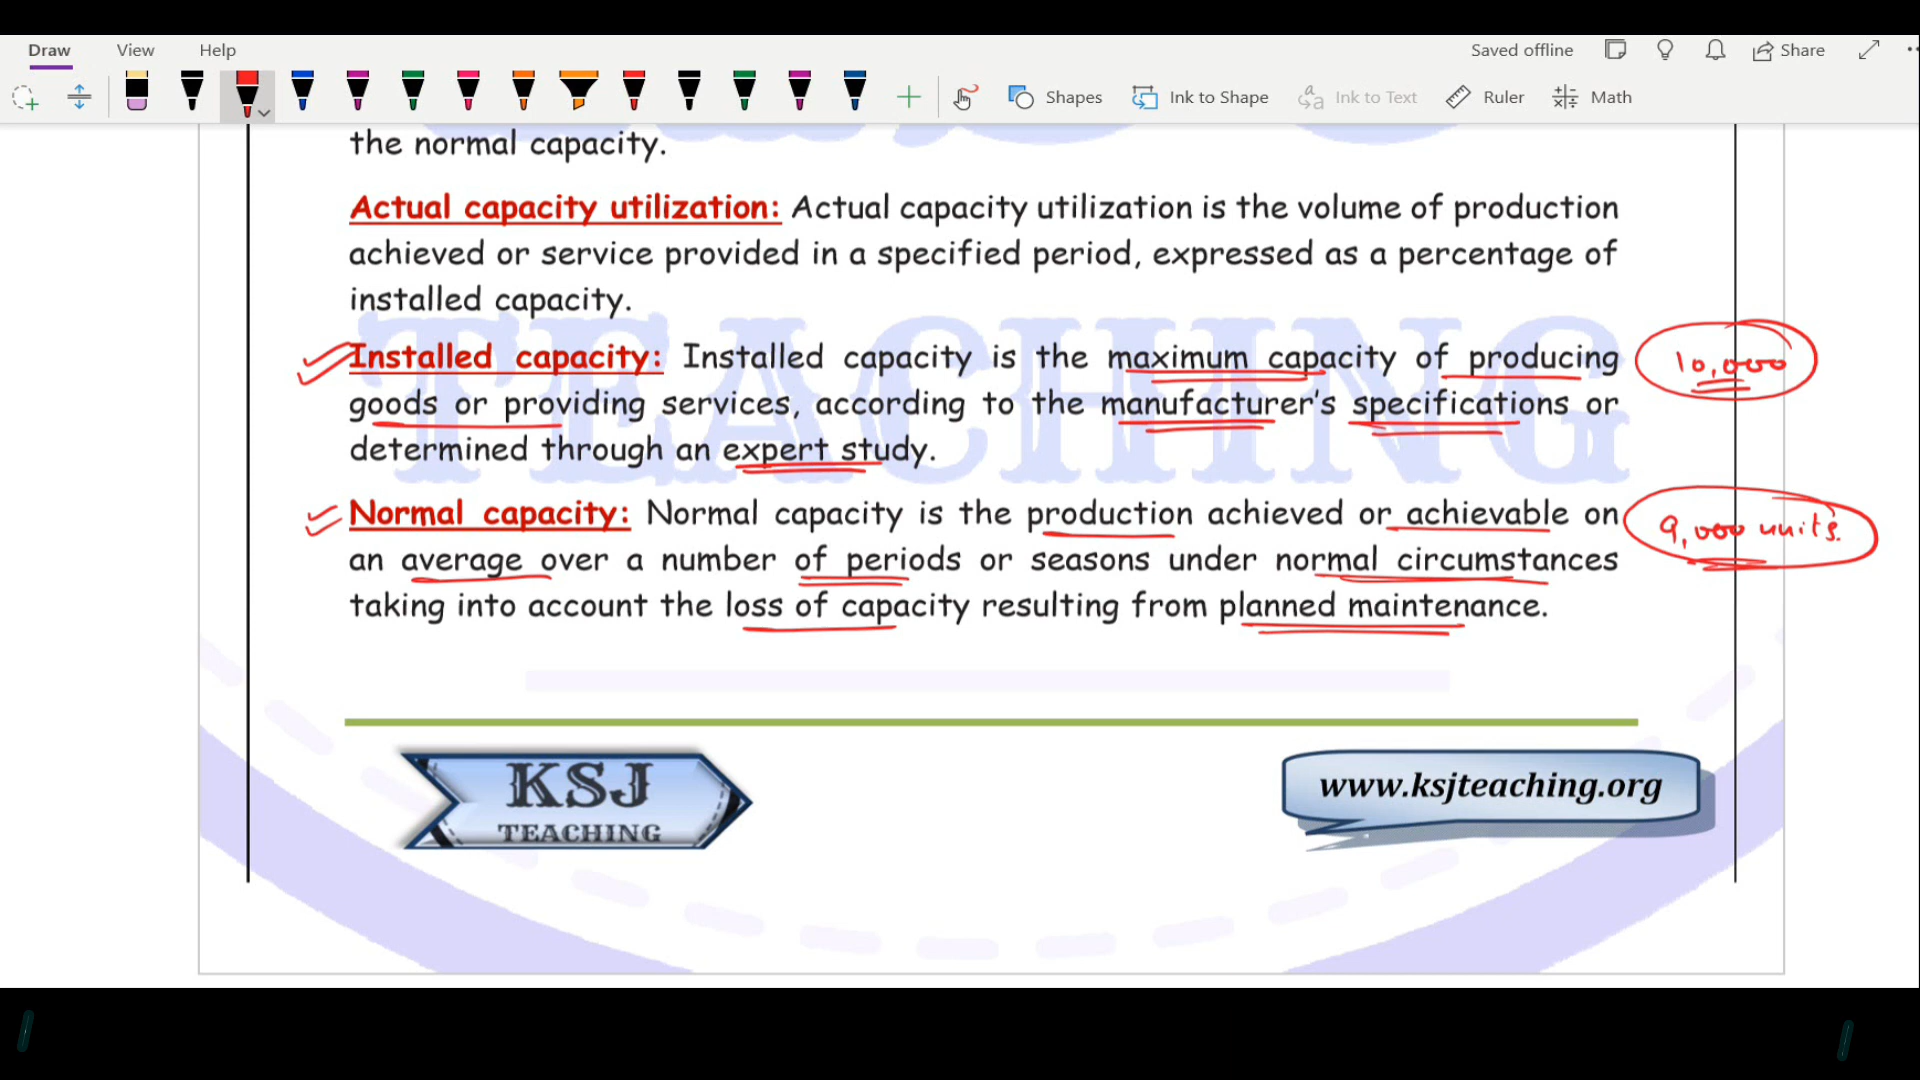 Draw View Help Saved offline Share
Shapes Ink to Shape Ink to Text Ruler Math
the normal capacity.
Actual capacity utilization: Actual capacity utilization is the volume of production
achieved or service provided in a specified period, expressed as a percentage of
installed capacity.
Installed capacity: Installed capacity is the maximum capacity of producing 10,000
goods or providing services, according to the manufacturer's specifications or
determined through an expert study.
Normal capacity: Normal capacity is the production achieved or achievable on 9,000 units.
an average over a number of periods or seasons under normal circumstances
taking into account the loss of capacity resulting from planned maintenance.
TEACHING
KSJ
TEACHING
www.ksjteaching.org